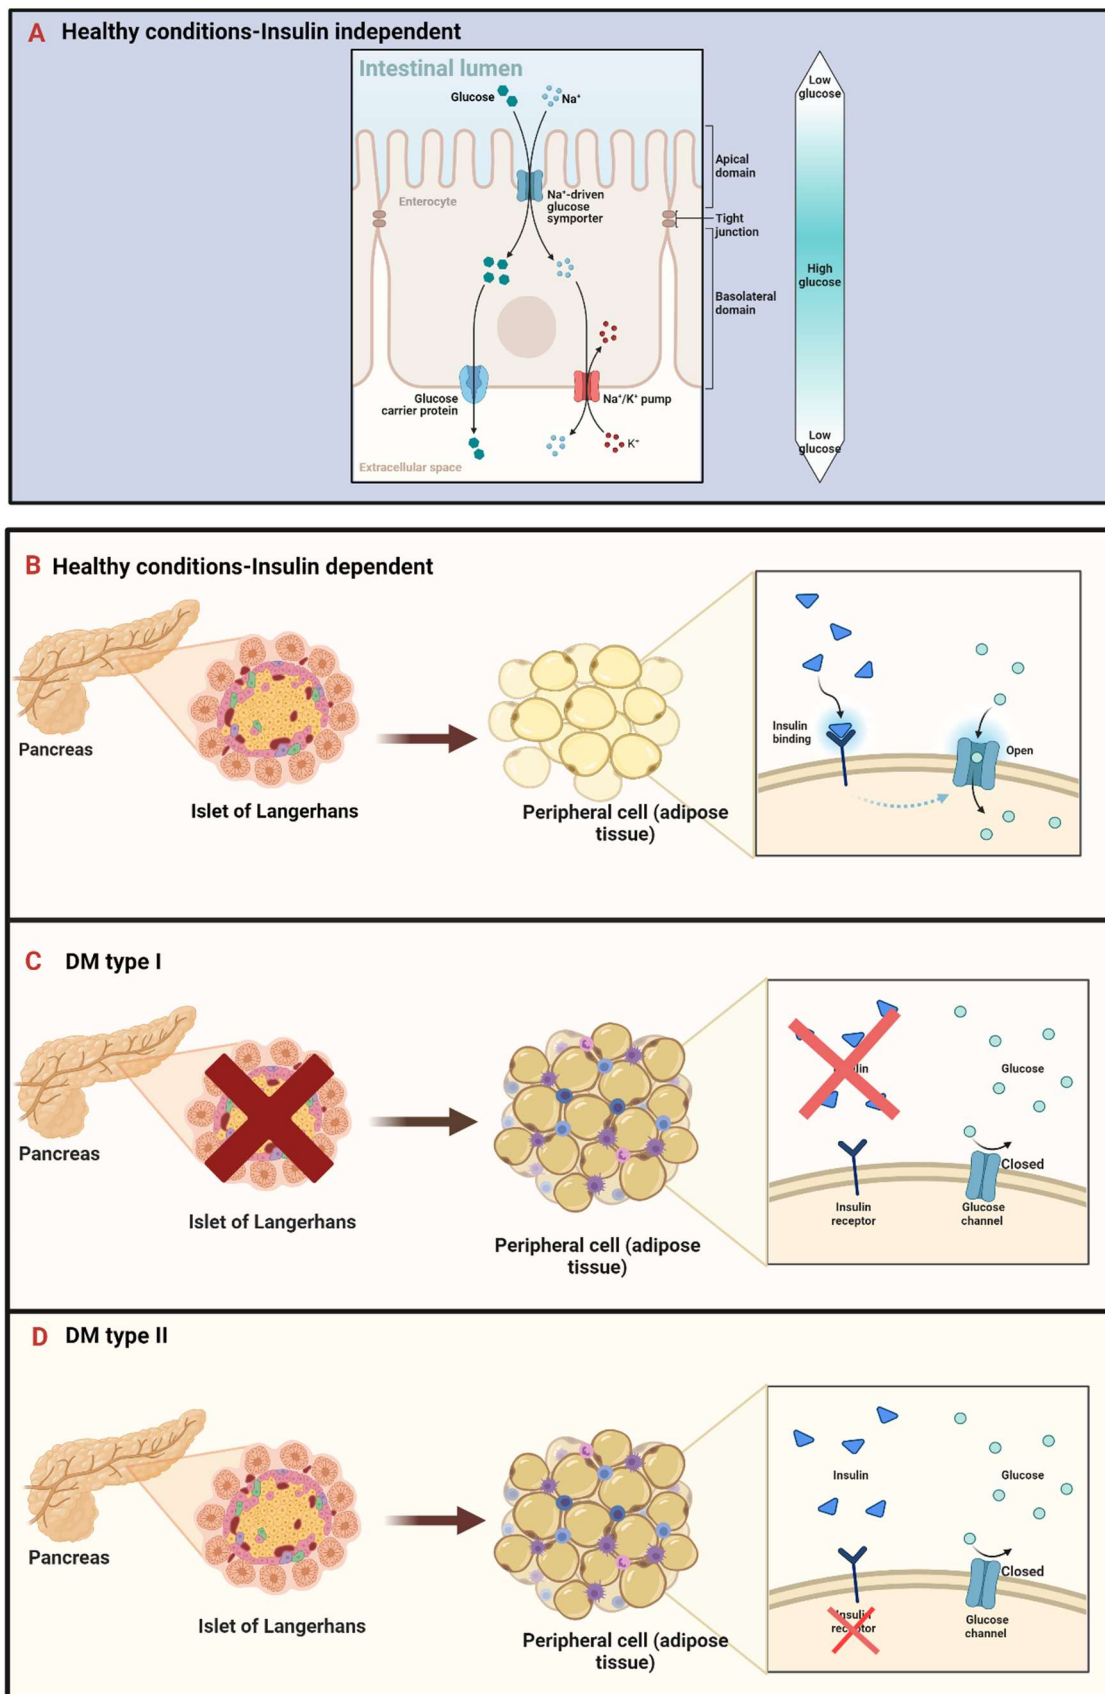 A Healthy conditions-Insulin independent
Intestinal lumen
Glucose
Na⁺
Enterocyte
Na⁺-driven
glucose
symporter
Glucose
carrier protein
Na⁺/K⁺ pump
K⁺
Extracellular space
Apical
domain
Tight
junction
Basolateral
domain
Low
glucose
High
glucose
Low
glucose
B Healthy conditions-Insulin dependent
Pancreas
Islet of Langerhans
Peripheral cell (adipose
tissue)
Insulin
binding
Open
C DM type I
Pancreas
Islet of Langerhans
Peripheral cell (adipose
tissue)
Glucose
Closed
Insulin
receptor
Glucose
channel
D DM type II
Pancreas
Islet of Langerhans
Peripheral cell (adipose
tissue)
Insulin
Glucose
Closed
Insulin
receptor
Glucose
channel